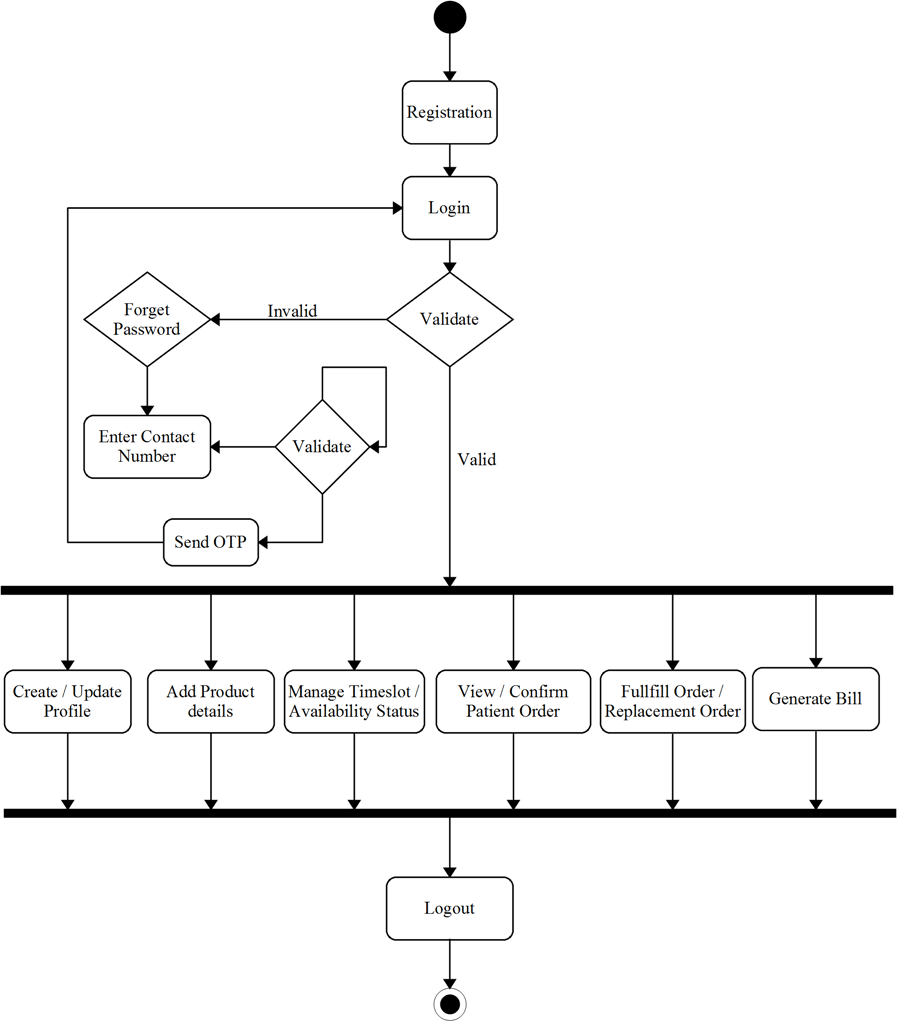 Registration
Login
Invalid
Forget
Password
Validate
Enter Contact
Number
Validate
Valid
Send OTP
Create / Update
Profile
Add Product
details
Manage Timeslot /
Availability Status
View / Confirm
Patient Order
Fullfill Order /
Replacement Order
Generate Bill
Logout